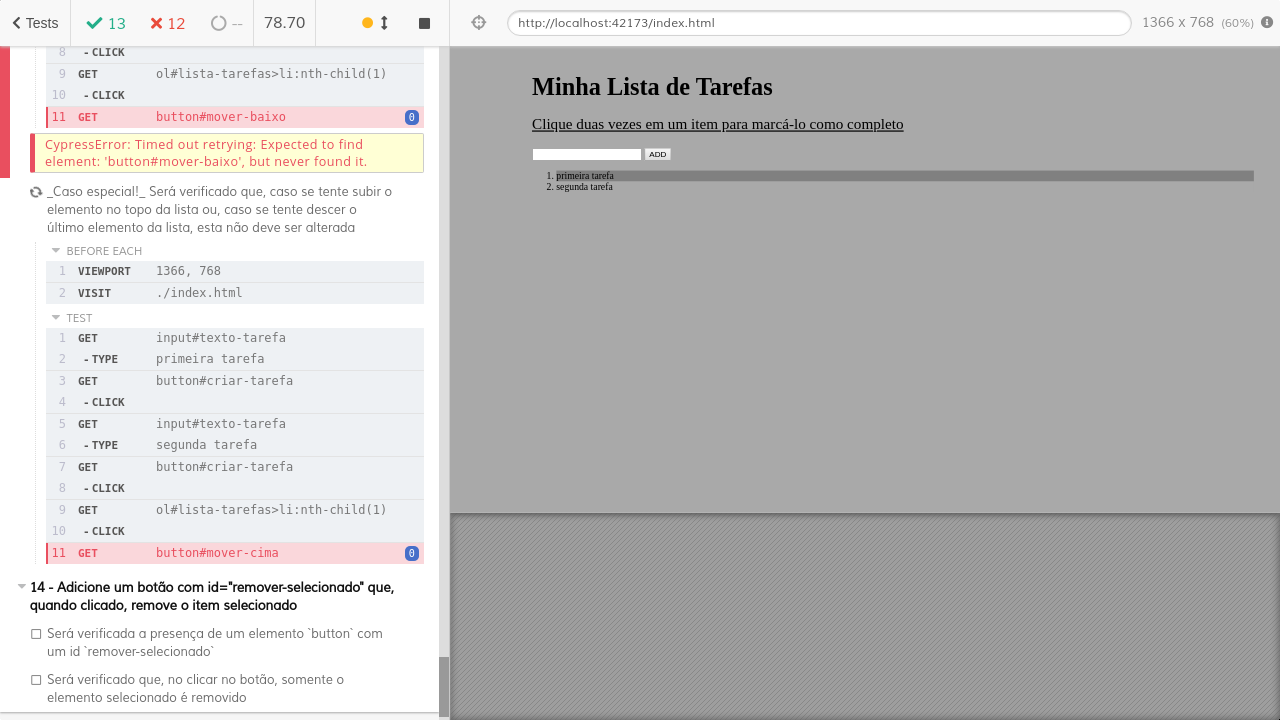 Tests
13
12
--
78.70
http://localhost:42173/index.html
1366 x 768 (60%)
8 - CLICK
9 GET ol#lista-tarefas>li:nth-child(1)
10 - CLICK
11 GET button#mover-baixo 0
CypressError: Timed out retrying: Expected to find
element: 'button#mover-baixo', but never found it.
_Caso especial!_ Será verificado que, caso se tente subir o
elemento no topo da lista ou, caso se tente descer o
último elemento da lista, esta não deve ser alterada
BEFORE EACH
1 VIEWPORT 1366, 768
2 VISIT ./index.html
TEST
1 GET input#texto-tarefa
2 - TYPE primeira tarefa
3 GET button#criar-tarefa
4 - CLICK
5 GET input#texto-tarefa
6 - TYPE segunda tarefa
7 GET button#criar-tarefa
8 - CLICK
9 GET ol#lista-tarefas>li:nth-child(1)
10 - CLICK
11 GET button#mover-cima 0
14 - Adicione um botão com id="remover-selecionado" que,
quando clicado, remove o item selecionado
Será verificada a presença de um elemento `button` com
um id `remover-selecionado`
Será verificado que, no clicar no botão, somente o
elemento selecionado é removido
Minha Lista de Tarefas
Clique duas vezes em um item para marcá-lo como completo
ADD
1. primeira tarefa
2. segunda tarefa